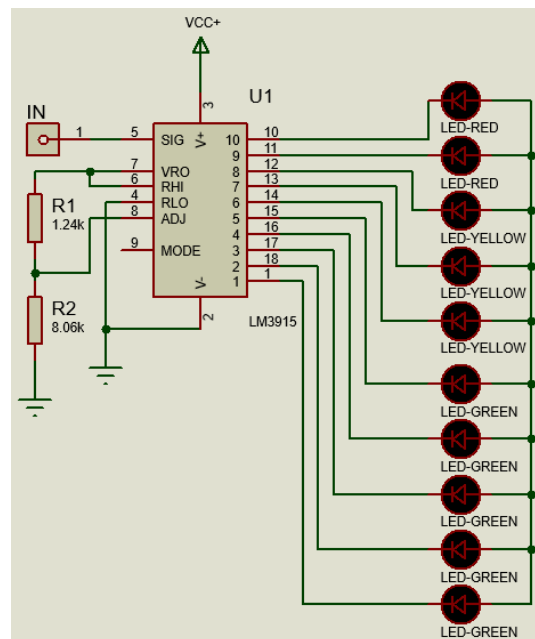 VCC+
U1
IN
1
5
SIG
3
V+
10
10
9
11
8
12
7
13
6
14
5
15
4
16
3
17
2
18
1
1
7
VRO
6
RHI
4
RLO
8
ADJ
9
MODE
V-
2
LM3915
R1
1.24k
R2
8.06k
LED-RED
LED-RED
LED-YELLOW
LED-YELLOW
LED-YELLOW
LED-GREEN
LED-GREEN
LED-GREEN
LED-GREEN
LED-GREEN